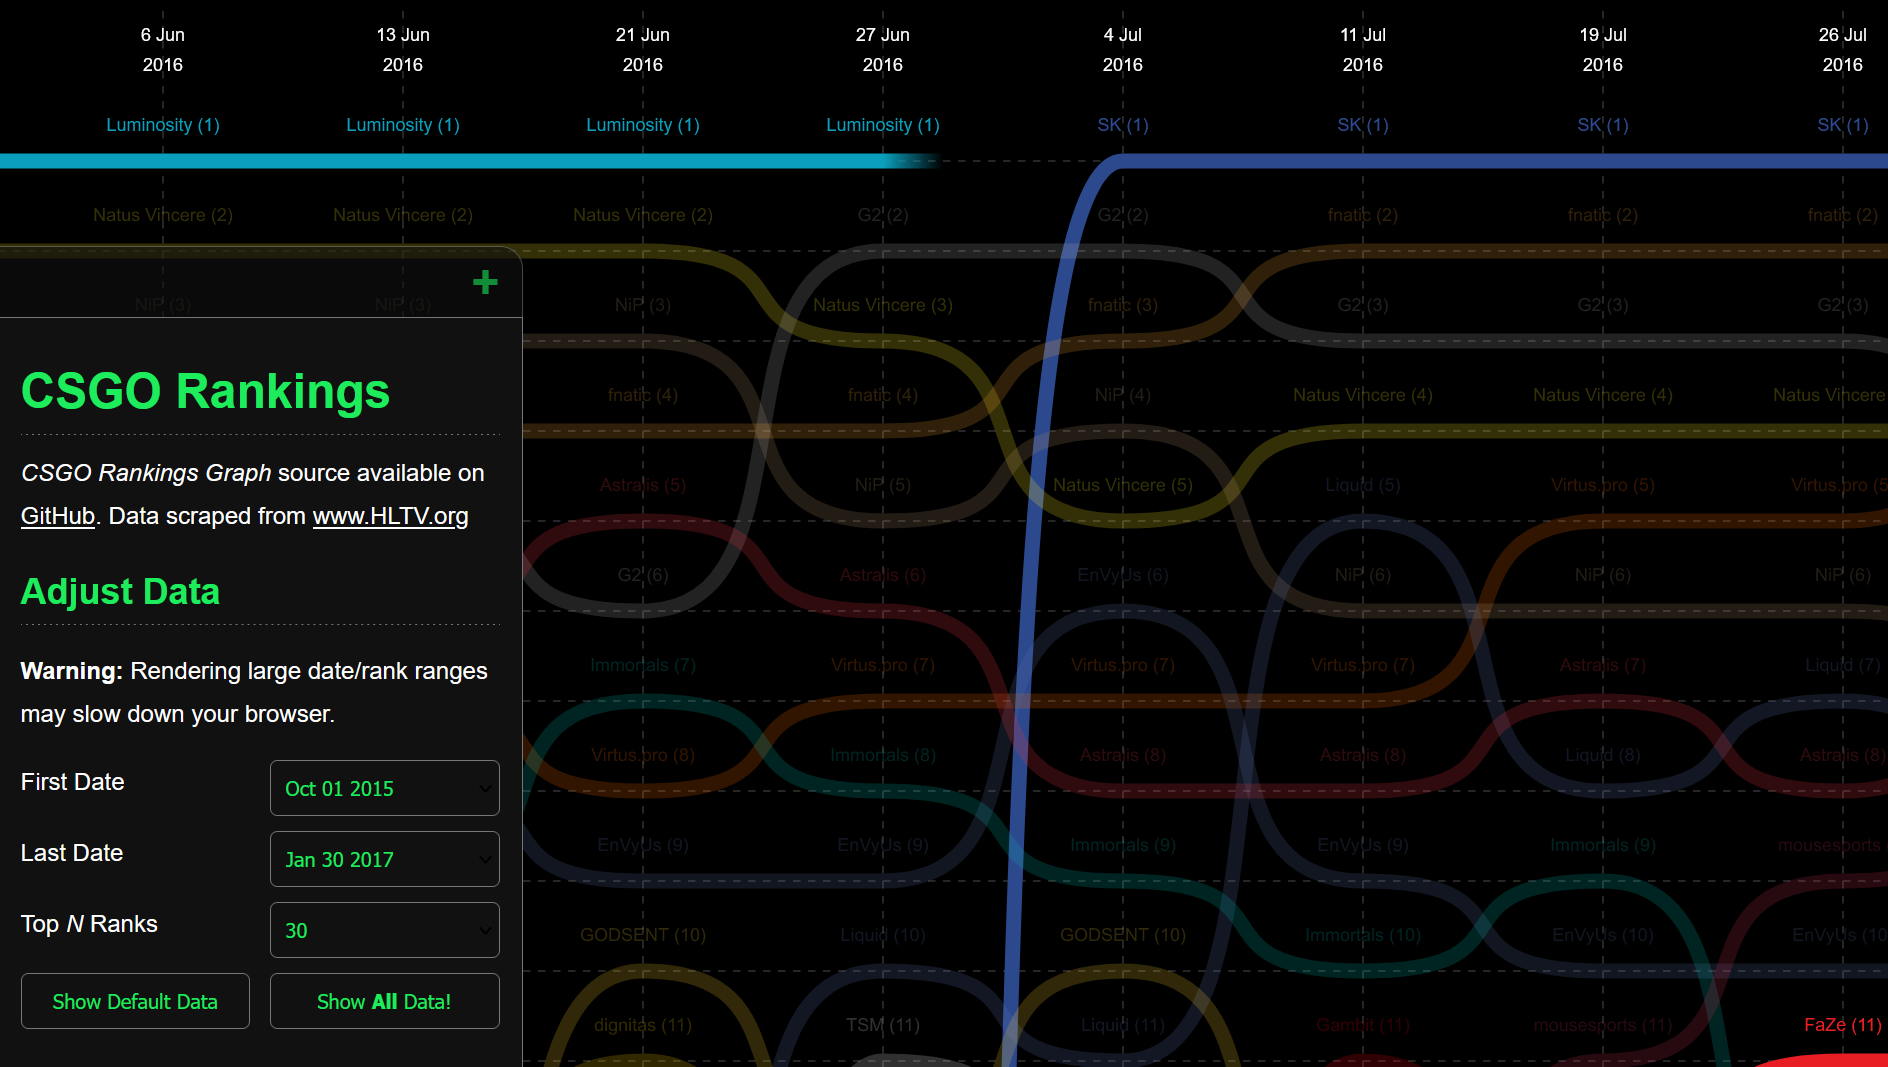 6 Jun 13 Jun 21 Jun 27 Jun 4 Jul 11 Jul 19 Jul 26 Jul
2016 2016 2016 2016 2016 2016 2016 2016
Luminosity (1) Luminosity (1) Luminosity (1) Luminosity (1) SK (1) SK (1) SK (1) SK (1)
Natus Vincere (2) Natus Vincere (2) Natus Vincere (2) G2 (2) G2 (2) fnatic (2) fnatic (2) fnatic (2)
NiP (3) NiP (3) NiP (3) Natus Vincere (3) fnatic (3) G2 (3) G2 (3) G2 (3)
fnatic (4) fnatic (4) NiP (4) Natus Vincere (4) Natus Vincere (4) Natus Vincere
Astralis (5) NiP (5) Natus Vincere (5) Liquid (5) Virtus.pro (5) Virtus.pro (5
G2 (6) Astralis (6) EnVyUs (6) NiP (6) NiP (6) NiP (6)
Immortals (7) Virtus.pro (7) Virtus.pro (7) Virtus.pro (7) Astralis (7) Liquid (7)
Virtus.pro (8) Immortals (8) Astralis (8) Astralis (8) Liquid (8) Astralis (8)
EnVyUs (9) EnVyUs (9) Immortals (9) EnVyUs (9) Immortals (9) mousesports
GODSENT (10) Liquid (10) GODSENT (10) Immortals (10) EnVyUs (10) EnVyUs (10
dignitas (11) TSM (11) Liquid (11) Gambit (11) mousesports (11) FaZe (11)
+
CSGO Rankings
CSGO Rankings Graph source available on
GitHub. Data scraped from www.HLTV.org
Adjust Data
Warning: Rendering large date/rank ranges
may slow down your browser.
First Date Oct 01 2015
Last Date Jan 30 2017
Top N Ranks 30
Show Default Data Show All Data!